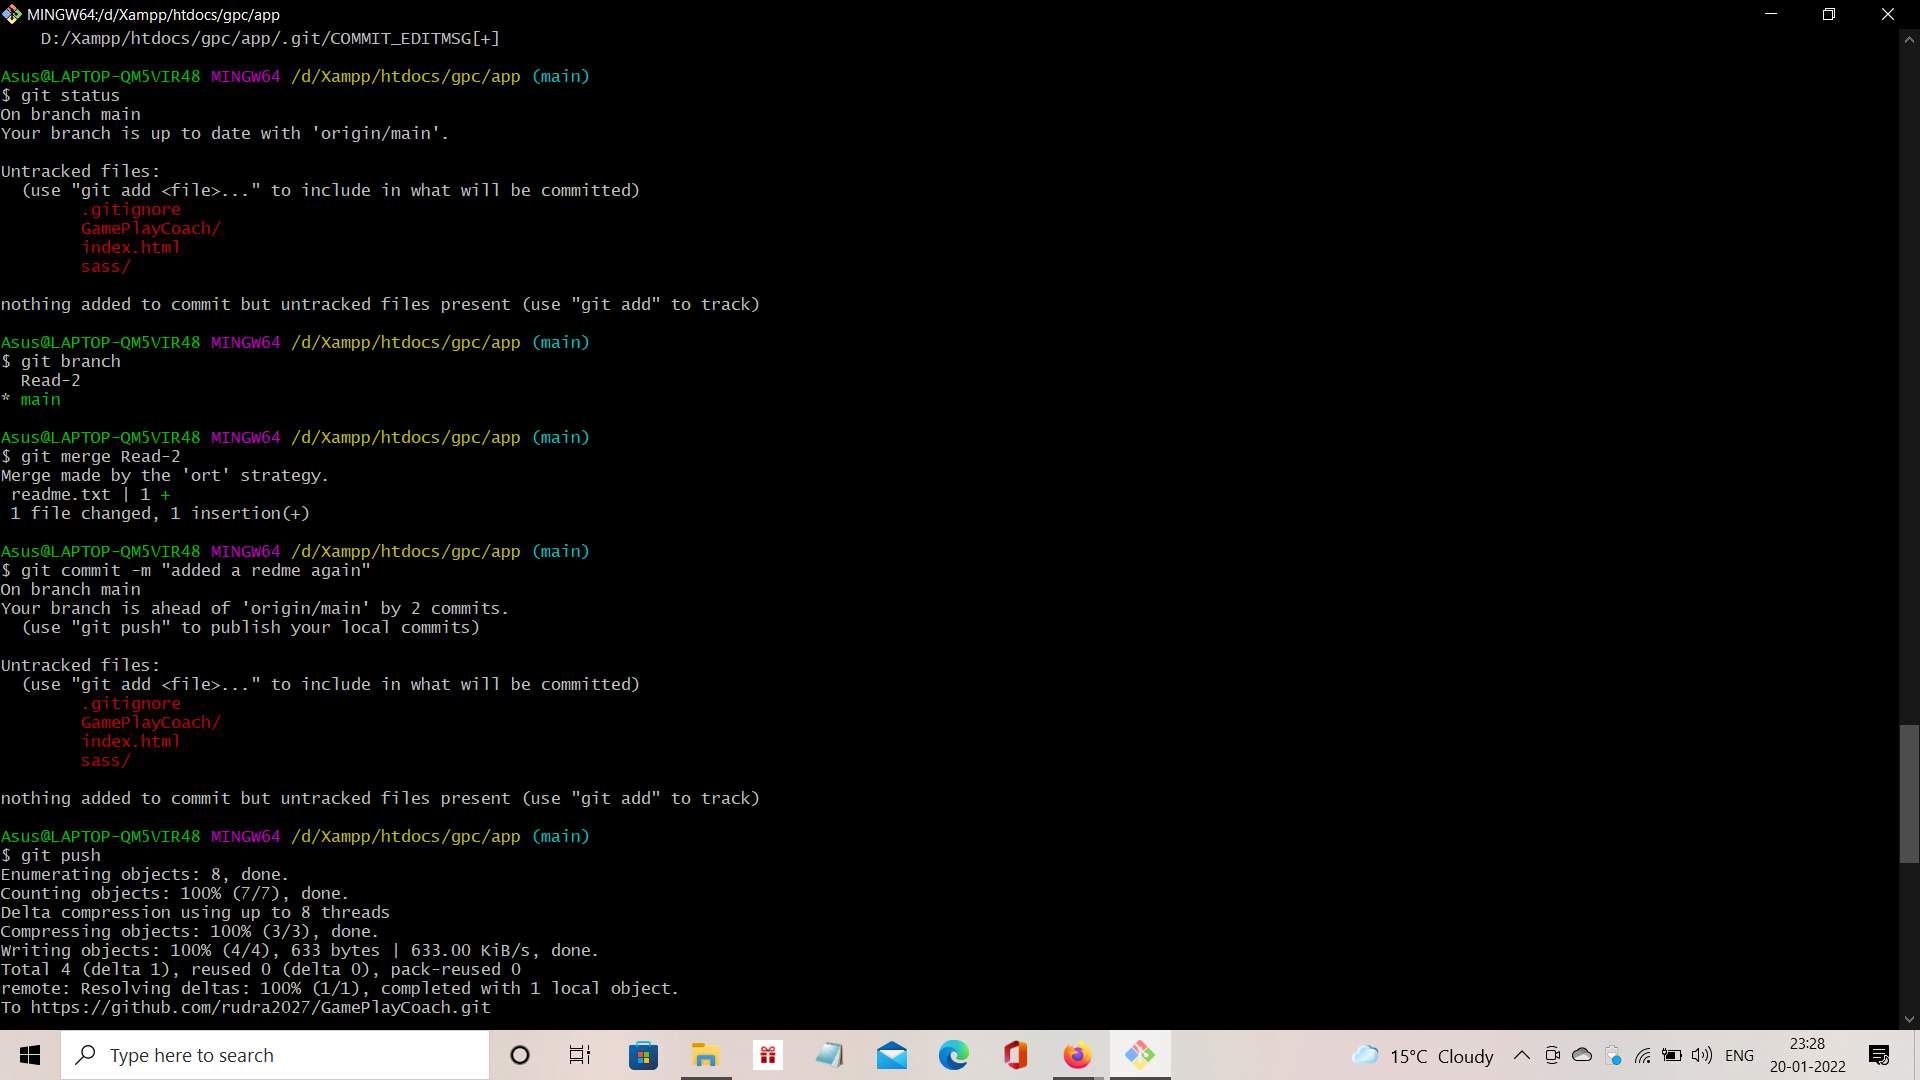 MINGW64:/d/Xampp/htdocs/gpc/app
D:/Xampp/htdocs/gpc/app/.git/COMMIT_EDITMSG[+]
Asus@LAPTOP-QM5VIR48 MINGW64 /d/Xampp/htdocs/gpc/app (main)
$ git status
On branch main
Your branch is up to date with 'origin/main'.
Untracked files:
(use "git add <file>..." to include in what will be committed)
.gitignore
GamePlayCoach/
index.html
sass/
nothing added to commit but untracked files present (use "git add" to track)
Asus@LAPTOP-QM5VIR48 MINGW64 /d/Xampp/htdocs/gpc/app (main)
$ git branch
Read-2
* main
Asus@LAPTOP-QM5VIR48 MINGW64 /d/Xampp/htdocs/gpc/app (main)
$ git merge Read-2
Merge made by the 'ort' strategy.
readme.txt | 1 +
1 file changed, 1 insertion(+)
Asus@LAPTOP-QM5VIR48 MINGW64 /d/Xampp/htdocs/gpc/app (main)
$ git commit -m "added a redme again"
On branch main
Your branch is ahead of 'origin/main' by 2 commits.
(use "git push" to publish your local commits)
Untracked files:
(use "git add <file>..." to include in what will be committed)
.gitignore
GamePlayCoach/
index.html
sass/
nothing added to commit but untracked files present (use "git add" to track)
Asus@LAPTOP-QM5VIR48 MINGW64 /d/Xampp/htdocs/gpc/app (main)
$ git push
Enumerating objects: 8, done.
Counting objects: 100% (7/7), done.
Delta compression using up to 8 threads
Compressing objects: 100% (3/3), done.
Writing objects: 100% (4/4), 633 bytes | 633.00 KiB/s, done.
Total 4 (delta 1), reused 0 (delta 0), pack-reused 0
remote: Resolving deltas: 100% (1/1), completed with 1 local object.
To https://github.com/rudra2027/GamePlayCoach.git
Type here to search
15°C Cloudy
ENG
23:28
20-01-2022